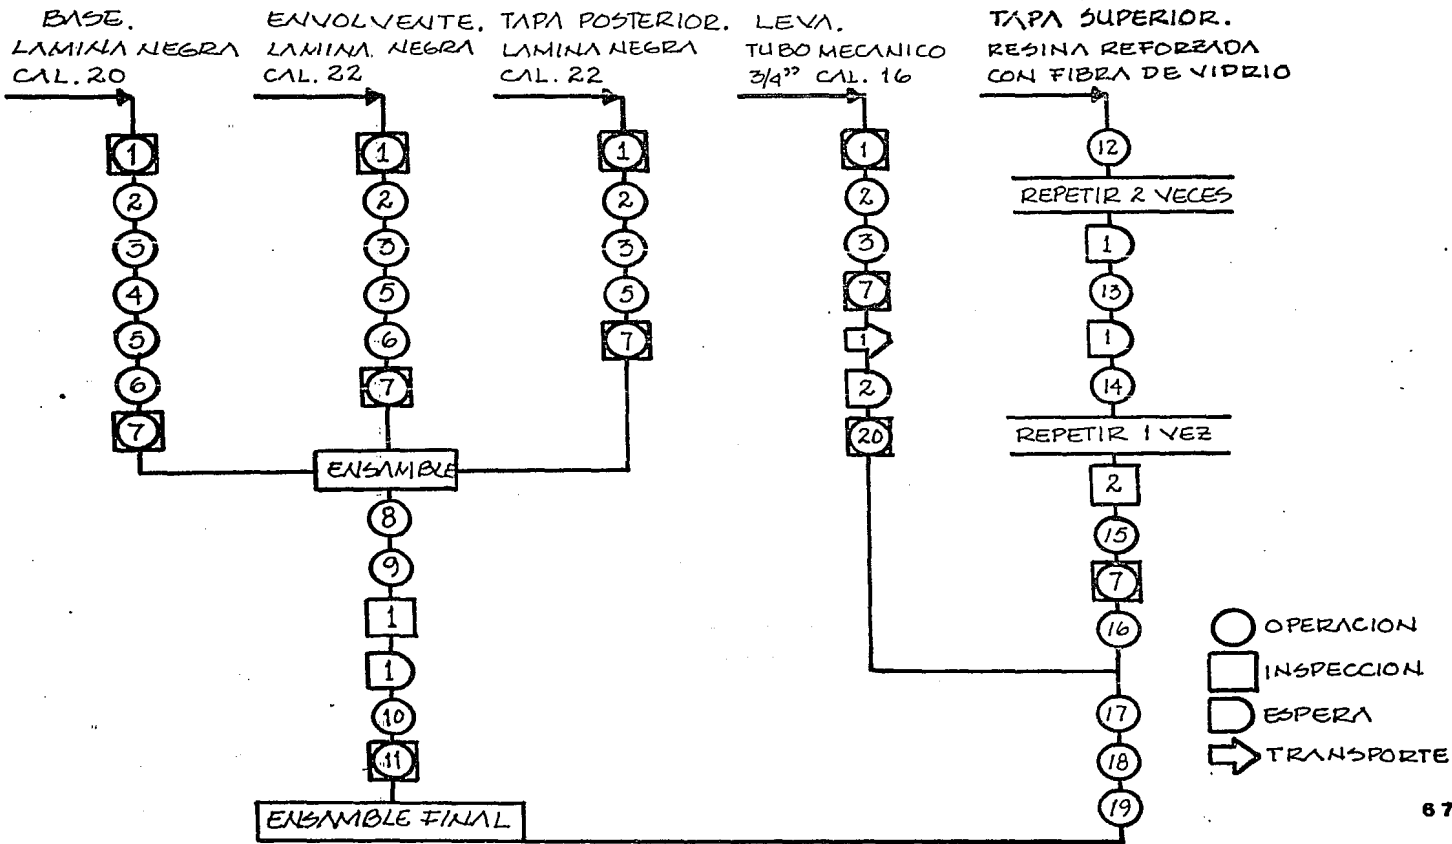 BASE.
LAMINA NEGRA
CAL. 20
ENVOLVENTE.
LAMINA. NEGRA
CAL. 22
TAPA POSTERIOR.
LAMINA NEGRA
CAL. 22
LEVA.
TUBO MECANICO
3/4" CAL. 16
TAPA SUPERIOR.
RESINA REFORZADA
CON FIBRA DE VIDRIO
1
2
3
4
5
6
7
1
2
3
5
6
7
1
2
3
5
7
ENSAMBLE
8
9
1
1
10
11
1
2
3
7
1
2
20
12
REPETIR 2 VECES
1
13
1
14
REPETIR 1 VEZ
2
15
7
16
17
18
19
ENSAMBLE FINAL
OPERACION
INSPECCION
ESPERA
TRANSPORTE
67